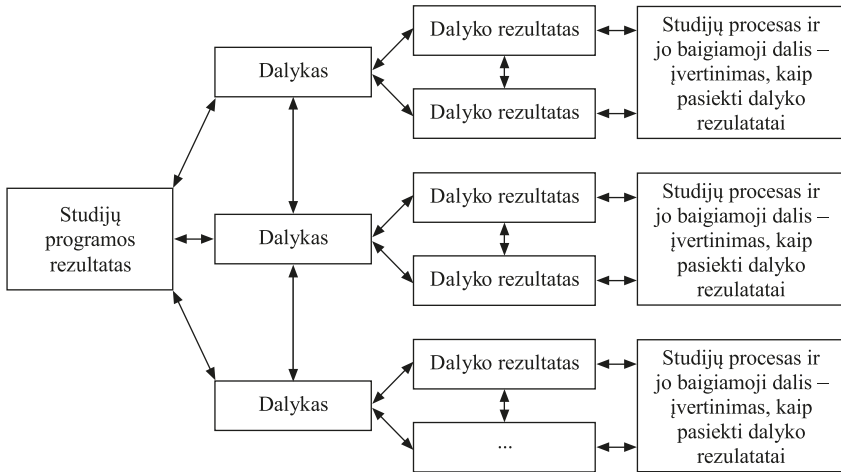 Studijų
programos
rezultatas
Dalykas
Dalyko rezultatas
Dalyko rezultatas
Studijų procesas ir
jo baigiamoji dalis –
įvertinimas, kaip
pasiekti dalyko
rezulatatai
Dalykas
Dalyko rezultatas
Dalyko rezultatas
Studijų procesas ir
jo baigiamoji dalis –
įvertinimas, kaip
pasiekti dalyko
rezulatatai
Dalykas
Dalyko rezultatas
...
Studijų procesas ir
jo baigiamoji dalis –
įvertinimas, kaip
pasiekti dalyko
rezulatatai